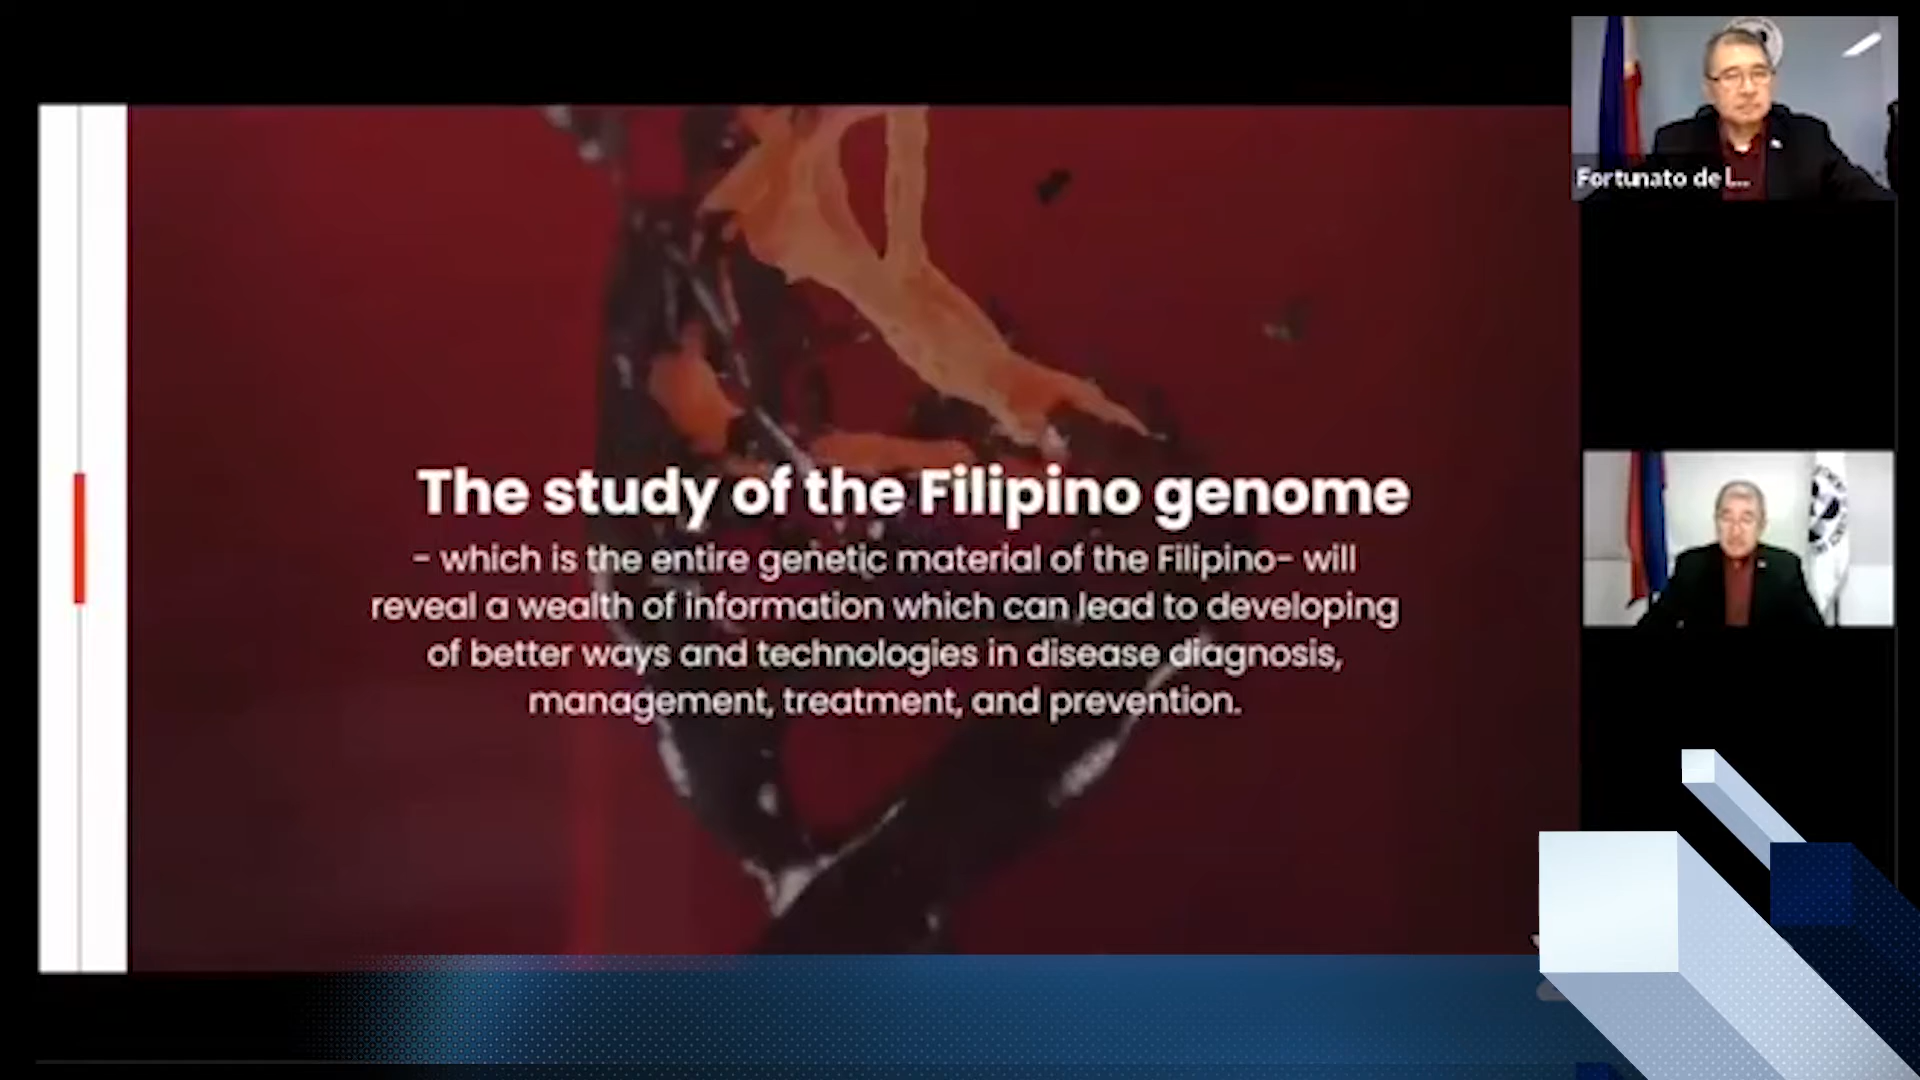 The study of the Filipino genome
- which is the entire genetic material of the Filipino- will
reveal a wealth of information which can lead to developing
of better ways and technologies in disease diagnosis,
management, treatment, and prevention.
Fortunato de l...